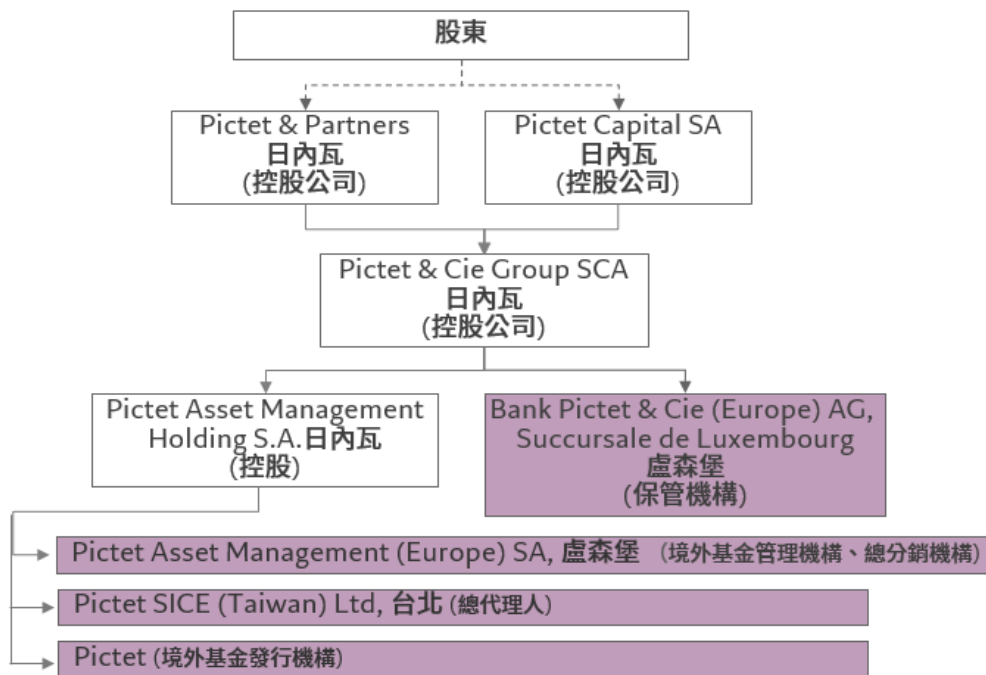 股東
Pictet & Partners
日內瓦
(控股公司)
Pictet Capital SA
日內瓦
(控股公司)
Pictet & Cie Group SCA
日內瓦
(控股公司)
Pictet Asset Management
Holding S.A.日內瓦
(控股)
Bank Pictet & Cie (Europe) AG,
Succursale de Luxembourg
盧森堡
(保管機構)
Pictet Asset Management (Europe) SA, 盧森堡 (境外基金管理機構、總分銷機構)
Pictet SICE (Taiwan) Ltd, 台北 (總代理人)
Pictet (境外基金發行機構)